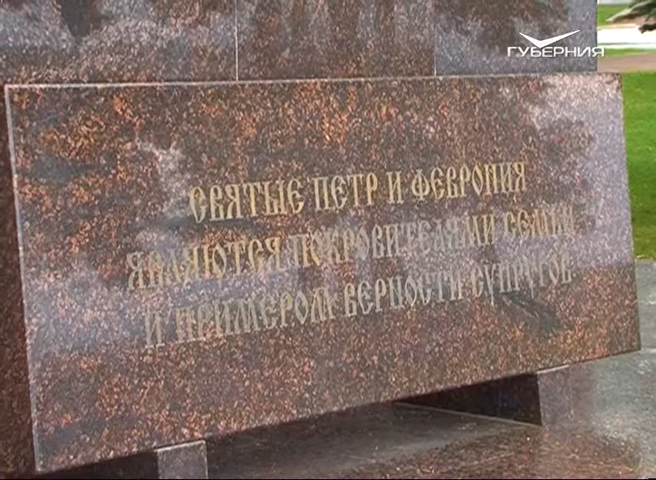 ГУБЕРНИЯ
СВЯТЫЕ ПЕТР И ФЕВРОНИЯ
ЯВЛЯЮТСЯ ПОКРОВИТЕЛЯМИ СЕМЬИ
И ПРИМЕРОМ ВЕРНОСТИ СУПРУГОВ